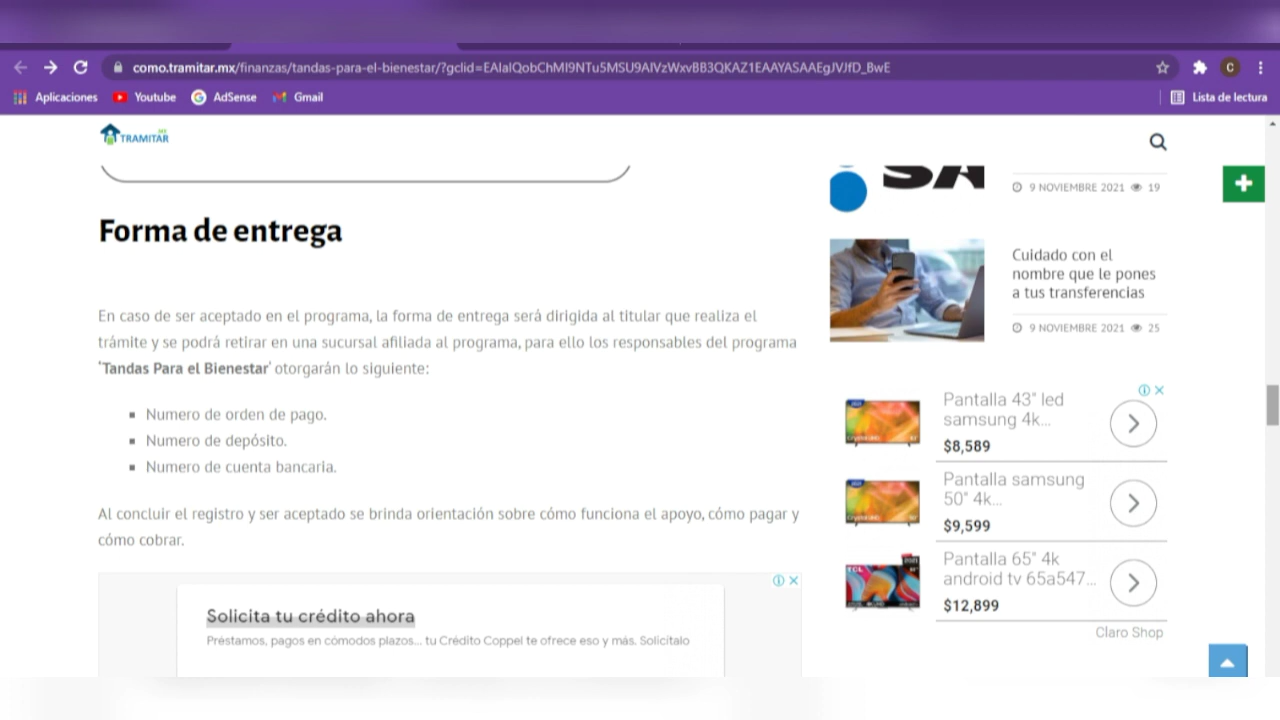 como.tramitar.mx/finanzas/tandas-para-el-bienestar/?gclid=EAIaIQobChMI9NTu5MSU9AIVzWxvBB3QKAZ1EAAYASAAEgJVJfD_BwE
C
Aplicaciones
Youtube
AdSense
Gmail
Lista de lectura
TRAMITAR
Forma de entrega
En caso de ser aceptado en el programa, la forma de entrega será dirigida al titular que realiza el
trámite y se podrá retirar en una sucursal afiliada al programa, para ello los responsables del programa
'Tandas Para el Bienestar' otorgarán lo siguiente:
Numero de orden de pago.
Numero de depósito.
Numero de cuenta bancaria.
Al concluir el registro y ser aceptado se brinda orientación sobre cómo funciona el apoyo, cómo pagar y
cómo cobrar.
Solicita tu crédito ahora
Préstamos, pagos en cómodos plazos... tu Crédito Coppel te ofrece eso y más. Solicítalo
9 NOVIEMBRE 2021 19
Cuidado con el
nombre que le pones
a tus transferencias
9 NOVIEMBRE 2021 25
Pantalla 43" led
samsung 4k...
$8,589
Pantalla samsung
50" 4k...
$9,599
Pantalla 65" 4k
android tv 65a547...
$12,899
Claro Shop